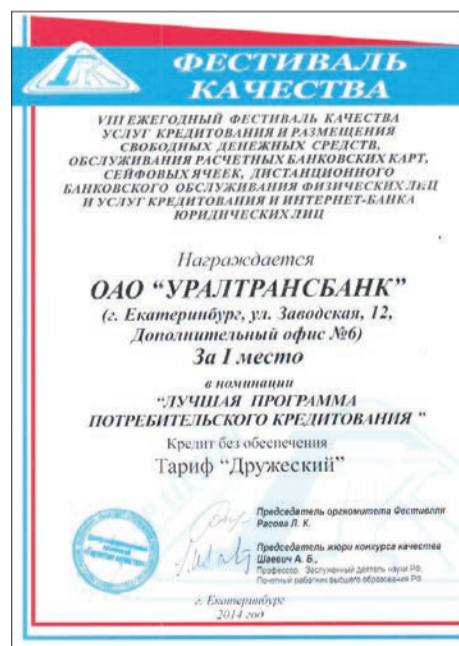 ФЕСТИВАЛЬ
КАЧЕСТВА
VIII ЕЖЕГОДНЫЙ ФЕСТИВАЛЬ КАЧЕСТВА
УСЛУГ КРЕДИТОВАНИЯ И РАЗМЕЩЕНИЯ
СВОБОДНЫХ ДЕНЕЖНЫХ СРЕДСТВ,
ОБСЛУЖИВАНИЯ РАСЧЕТНЫХ БАНКОВСКИХ КАРТ,
СЕЙФОВЫХ ЯЧЕЕК, ДИСТАНЦИОННОГО
БАНКОВСКОГО ОБСЛУЖИВАНИЯ ФИЗИЧЕСКИХ ЛИЦ
И УСЛУГ КРЕДИТОВАНИЯ И ИНТЕРНЕТ-БАНКА
ЮРИДИЧЕСКИХ ЛИЦ
Награждается
ОАО “УРАЛТРАНСБАНК”
(г. Екатеринбург, ул. Заводская, 12,
Дополнительный офис №6)
За I место
в номинации
“ЛУЧШАЯ ПРОГРАММА
ПОТРЕБИТЕЛЬСКОГО КРЕДИТОВАНИЯ ”
Кредит без обеспечения
Тариф “Дружеский”
Председатель оргкомитета Фестиваля
Расова Л. К.
Председатель жюри конкурса качества
Шаевич А. Б.,
Профессор, Заслуженный деятель науки РФ,
Почетный работник высшего образования РФ
г. Екатеринбург
2014 год